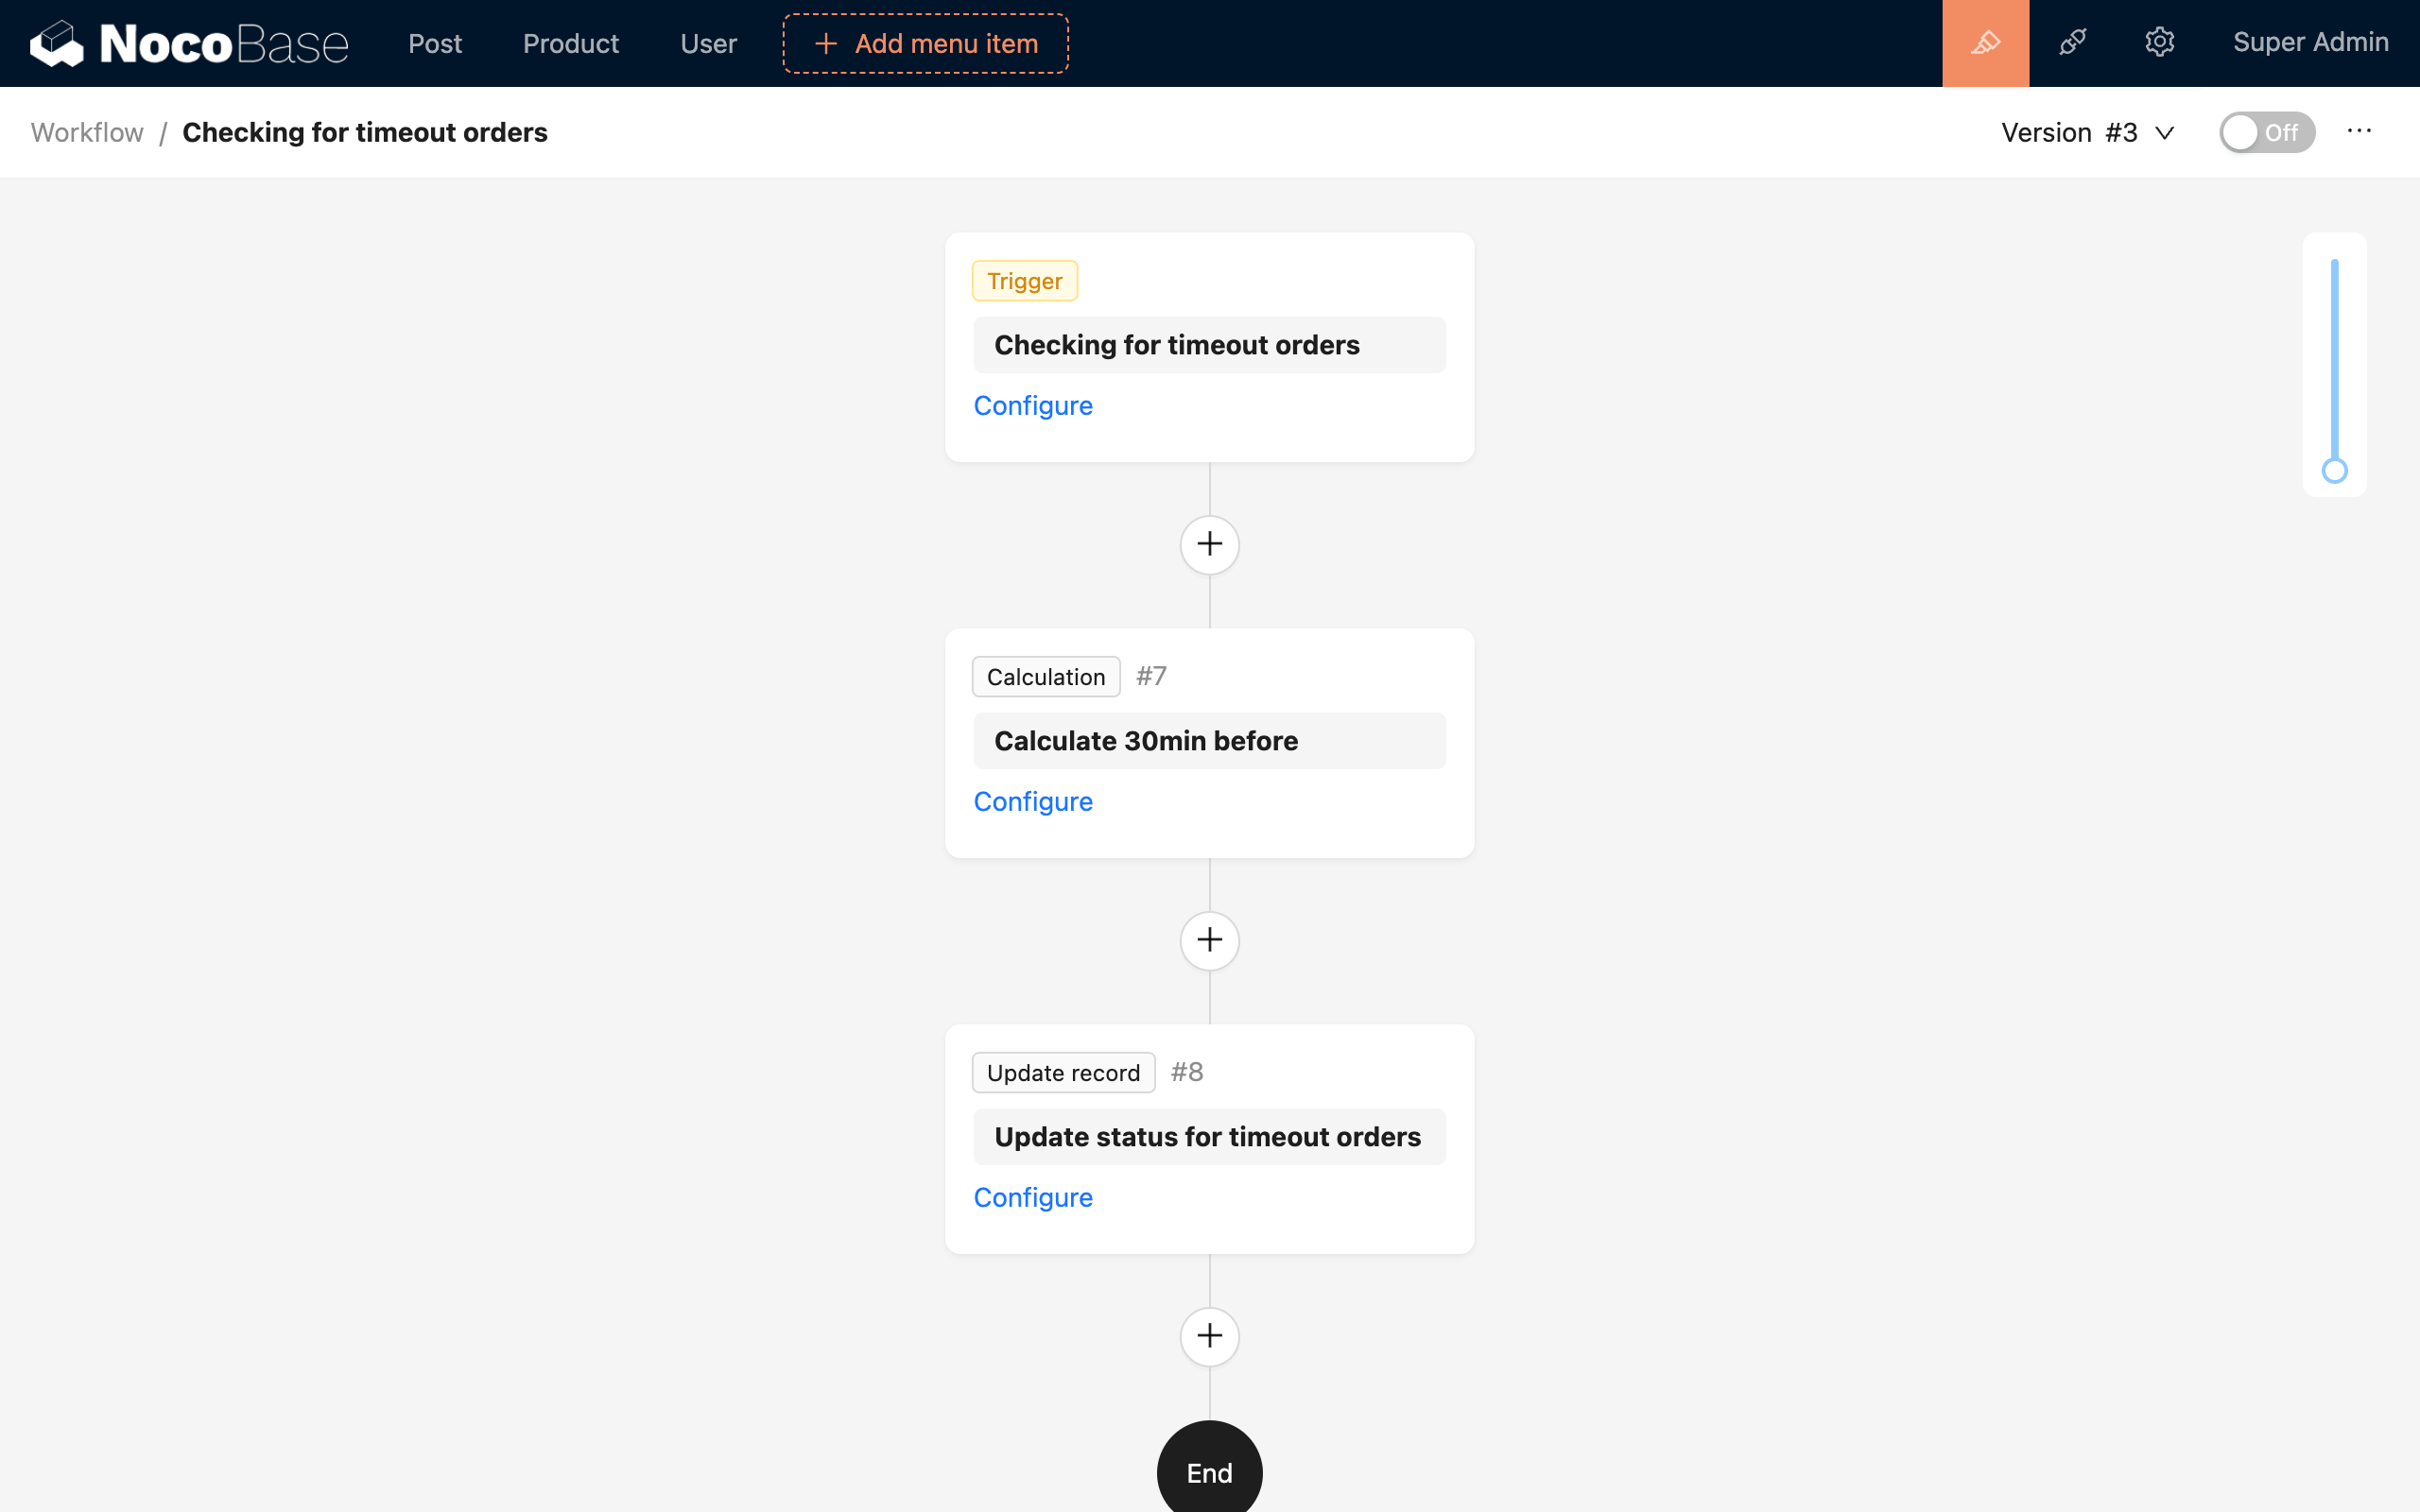 NocoBase Post Product User + Add menu item Super Admin
Workflow / Checking for timeout orders Version #3 Off ···
Trigger
Checking for timeout orders
Configure
Calculation #7
Calculate 30min before
Configure
Update record #8
Update status for timeout orders
Configure
End